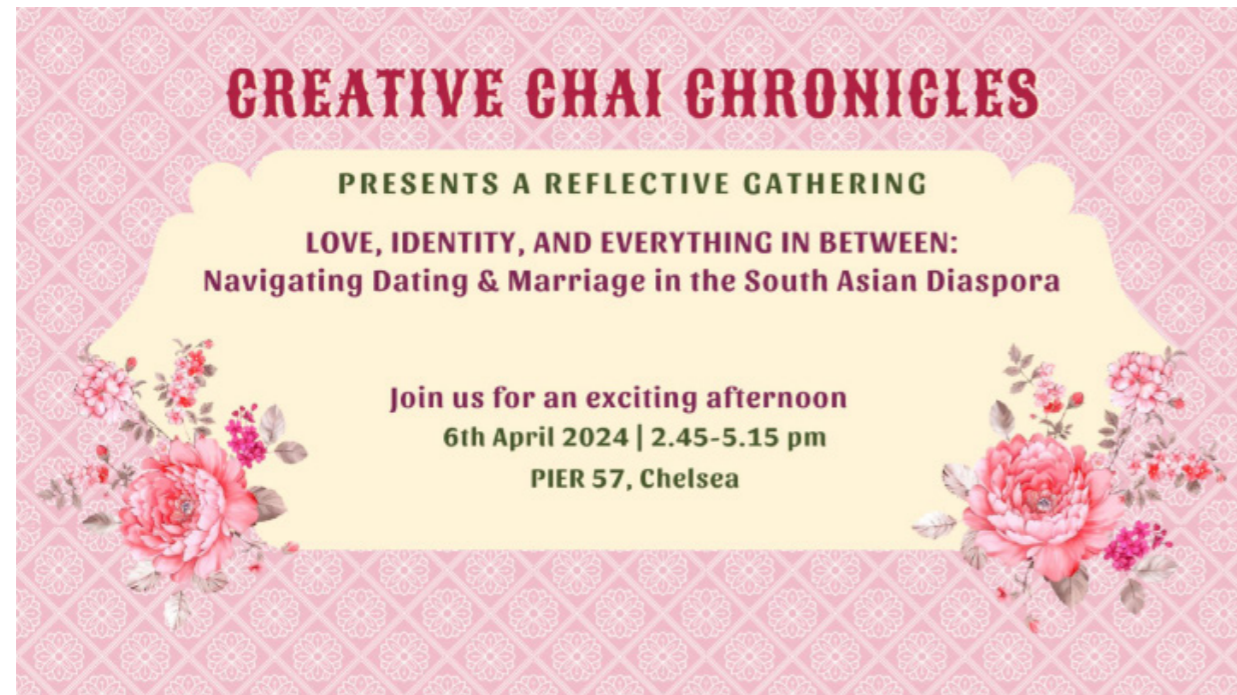 CREATIVE CHAI CHRONICLES
PRESENTS A REFLECTIVE GATHERING
LOVE, IDENTITY, AND EVERYTHING IN BETWEEN:
Navigating Dating & Marriage in the South Asian Diaspora
Join us for an exciting afternoon
6th April 2024 | 2.45-5.15 pm
PIER 57, Chelsea